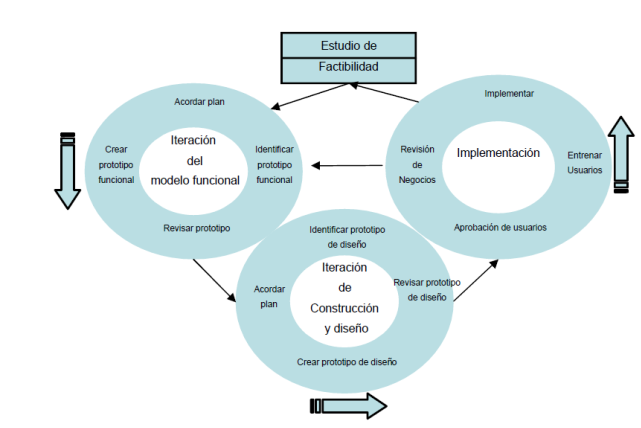 Estudio de
Factibilidad
Acordar plan
Crear
prototipo
funcional
Iteración
del
modelo funcional
Identificar
prototipo
funcional
Revisar prototipo
Implementar
Revisión
de
Negocios
Implementación
Entrenar
Usuarios
Aprobación de usuarios
Identificar prototipo
de diseño
Acordar
plan
Iteración
de
Construcción
y diseño
Revisar prototipo
de diseño
Crear prototipo de diseño